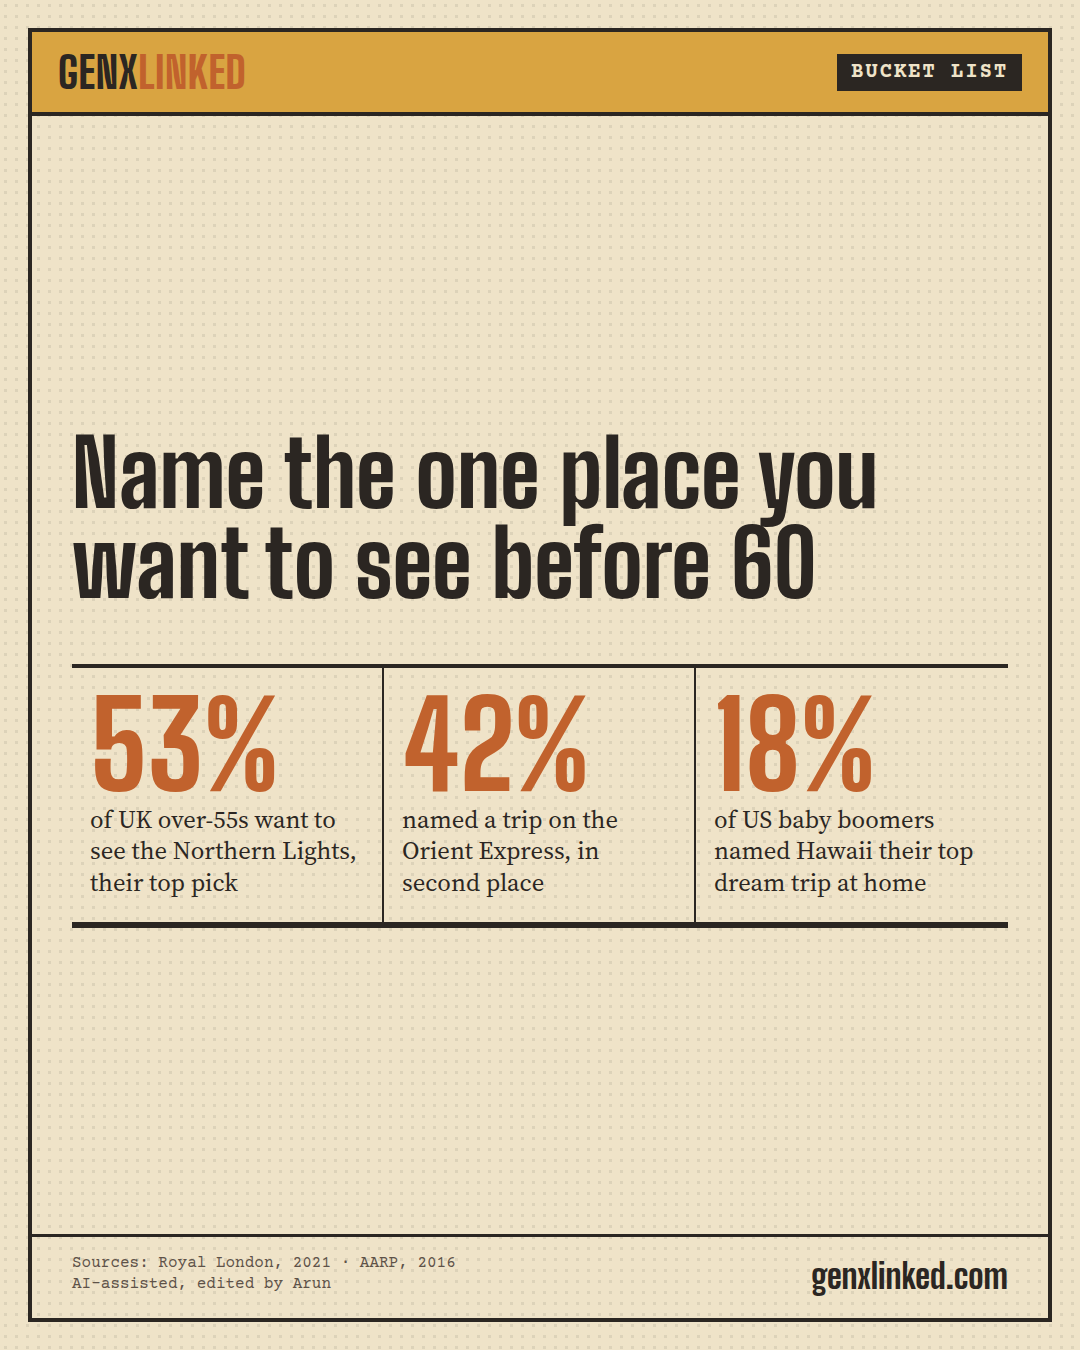 GENXLINKED
BUCKET LIST
Name the one place you
want to see before 60
53%
of UK over-55s want to
see the Northern Lights,
their top pick
42%
named a trip on the
Orient Express, in
second place
18%
of US baby boomers
named Hawaii their top
dream trip at home
Sources: Royal London, 2021 · AARP, 2016
AI-assisted, edited by Arun
genxlinked.com